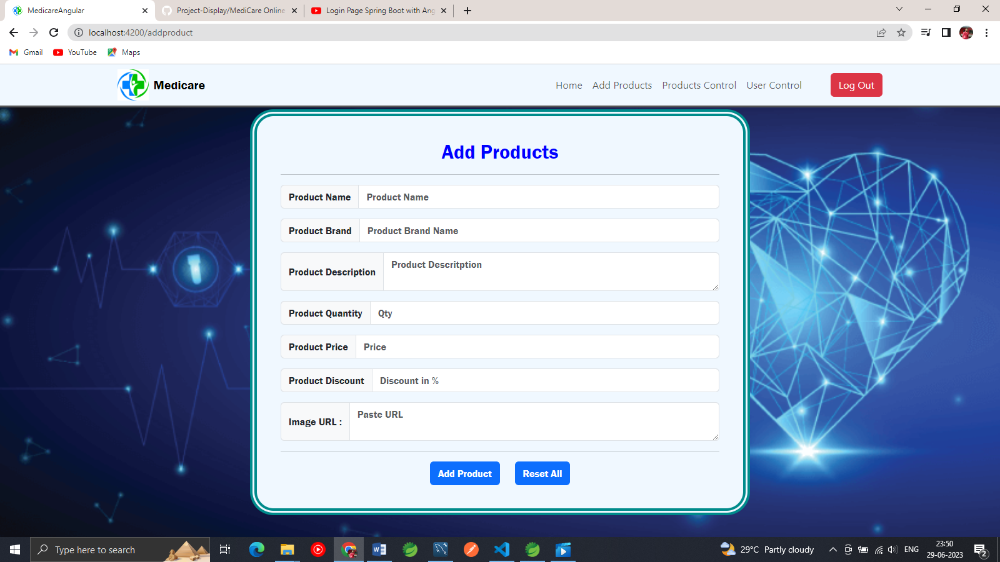 MedicareAngular
Project-Display/MediCare Online
Login Page Spring Boot with Ang
localhost:4200/addproduct
Gmail
YouTube
Maps
Medicare
Home
Add Products
Products Control
User Control
Log Out
Add Products
Product Name
Product Name
Product Brand
Product Brand Name
Product Description
Product Descritption
Product Quantity
Qty
Product Price
Price
Product Discount
Discount in %
Image URL :
Paste URL
Add Product
Reset All
Type here to search
29°C Partly cloudy
ENG
23:50
29-06-2023
2